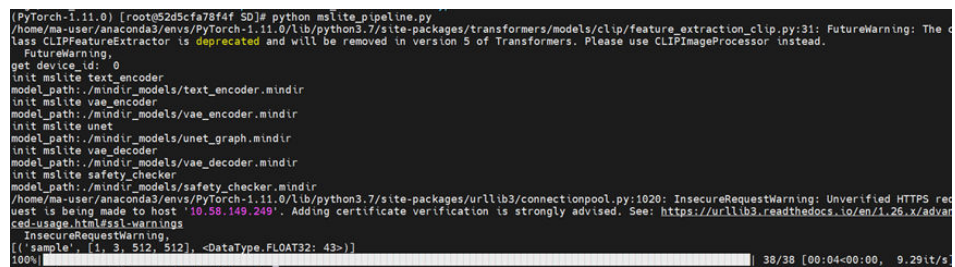 (PyTorch-1.11.0) [root@52d5cfa78f4f SD]# python mslite_pipeline.py
/home/ma-user/anaconda3/envs/PyTorch-1.11.0/lib/python3.7/site-packages/transformers/models/clip/feature_extraction_clip.py:31: FutureWarning: The c
lass CLIPFeatureExtractor is deprecated and will be removed in version 5 of Transformers. Please use CLIPImageProcessor instead.
  FutureWarning,
get device_id:  0
init mslite text_encoder
model_path:./mindir_models/text_encoder.mindir
init mslite vae_encoder
model_path:./mindir_models/vae_encoder.mindir
init mslite unet
model_path:./mindir_models/unet_graph.mindir
init mslite vae_decoder
model_path:./mindir_models/vae_decoder.mindir
init mslite safety_checker
model_path:./mindir_models/safety_checker.mindir
/home/ma-user/anaconda3/envs/PyTorch-1.11.0/lib/python3.7/site-packages/urllib3/connectionpool.py:1020: InsecureRequestWarning: Unverified HTTPS req
uest is being made to host '10.58.149.249'. Adding certificate verification is strongly advised. See: https://urllib3.readthedocs.io/en/1.26.x/advan
ced-usage.html#ssl-warnings
  InsecureRequestWarning,
[('sample', [1, 3, 512, 512], <DataType.FLOAT32: 43>)]
100%| | 38/38 [00:04<00:00,  9.29it/s]